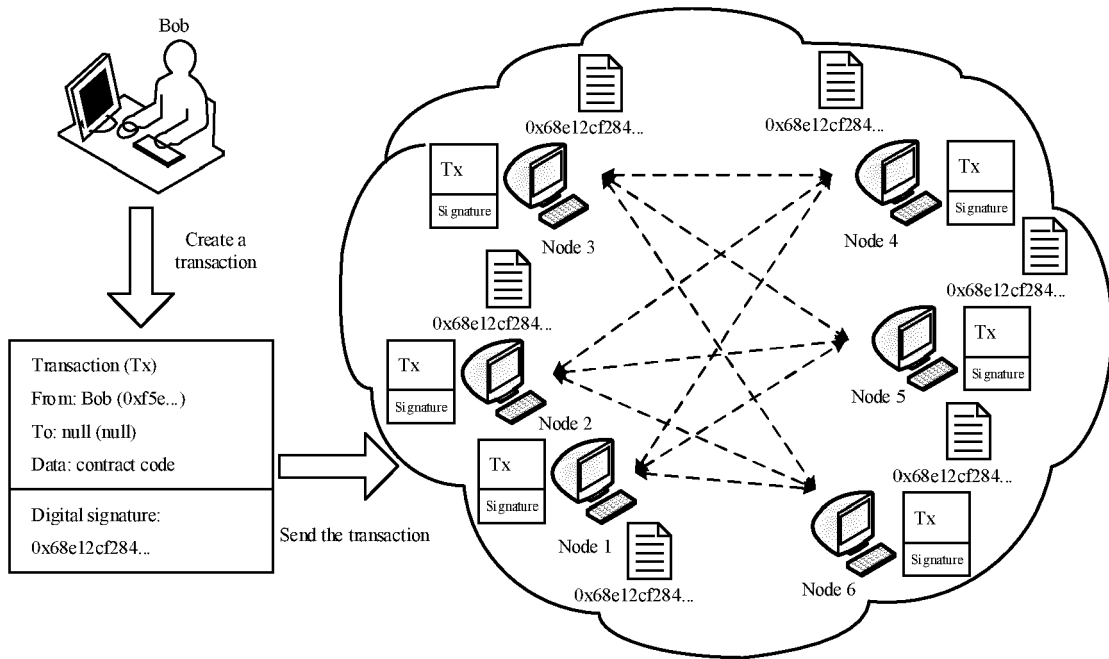 Bob
Create a
transaction
Transaction (Tx)
From: Bob (0xf5e...)
To: null (null)
Data: contract code
Digital signature:
0x68e12cf284...
Send the transaction
0x68e12cf284...
Tx
Signature
Node 3
0x68e12cf284...
Tx
Signature
Node 4
0x68e12cf284...
Tx
Signature
Node 2
0x68e12cf284...
Tx
Signature
Node 5
Tx
Signature
Node 1
0x68e12cf284...
0x68e12cf284...
Tx
Signature
Node 6